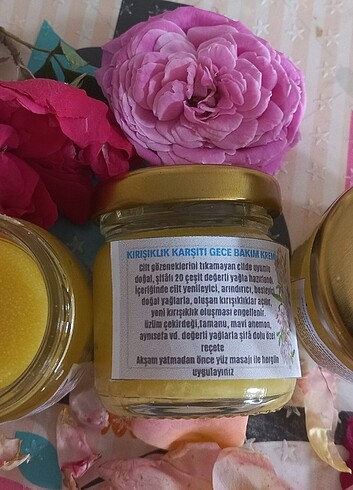 KIRIŞIKLIK KARŞITI GECE BAKIM KREMİ
Cilt gözeneklerini tıkamayan cilde uyumlu
doğal, şifalı 20 çeşit değerli yağla hazırlandı.
İçeriğinde cilt yenileyici, arındırıcı, besleyici
doğal yağlarla, oluşan kırışıklıklar açılır,
yeni kırışıklık oluşması engellenir.
Üzüm çekirdeği,tamanu, mavi anemon,
aynısefa vd. değerli yağlarla şifa dolu özel
reçete
Akşam yatmadan önce yüz masajı ile hergün
uygulayınız